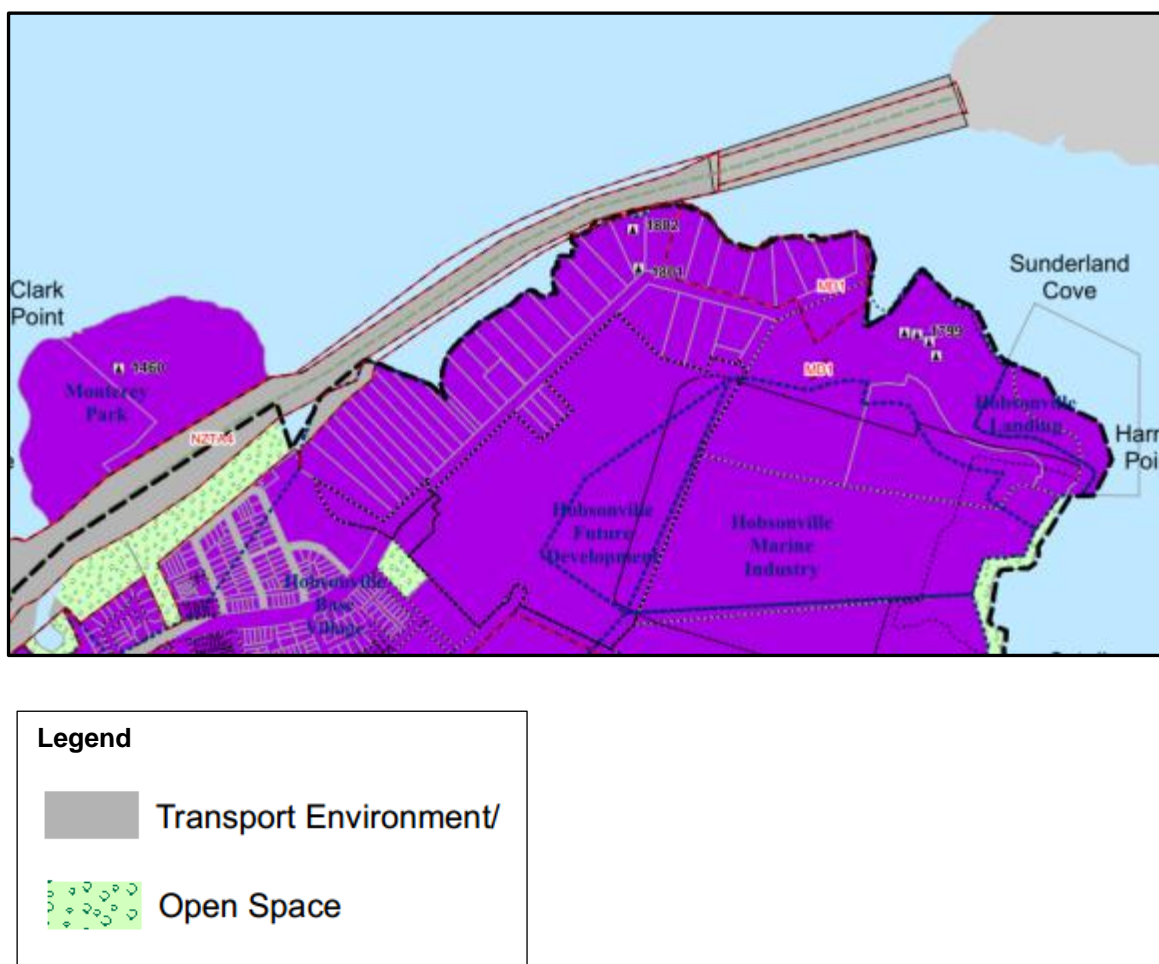 1802
1801
Sunderland
Cove
Clark
Point
MD1
1799
1460
Monterey
Park
MD1
Hobsonville
Landing
Harr
Poi
NZTA4
Hobsonville
Future
Development
Hobsonville
Marine
Industry
Hobsonville
Base
Village
Legend
Transport Environment/
Open Space